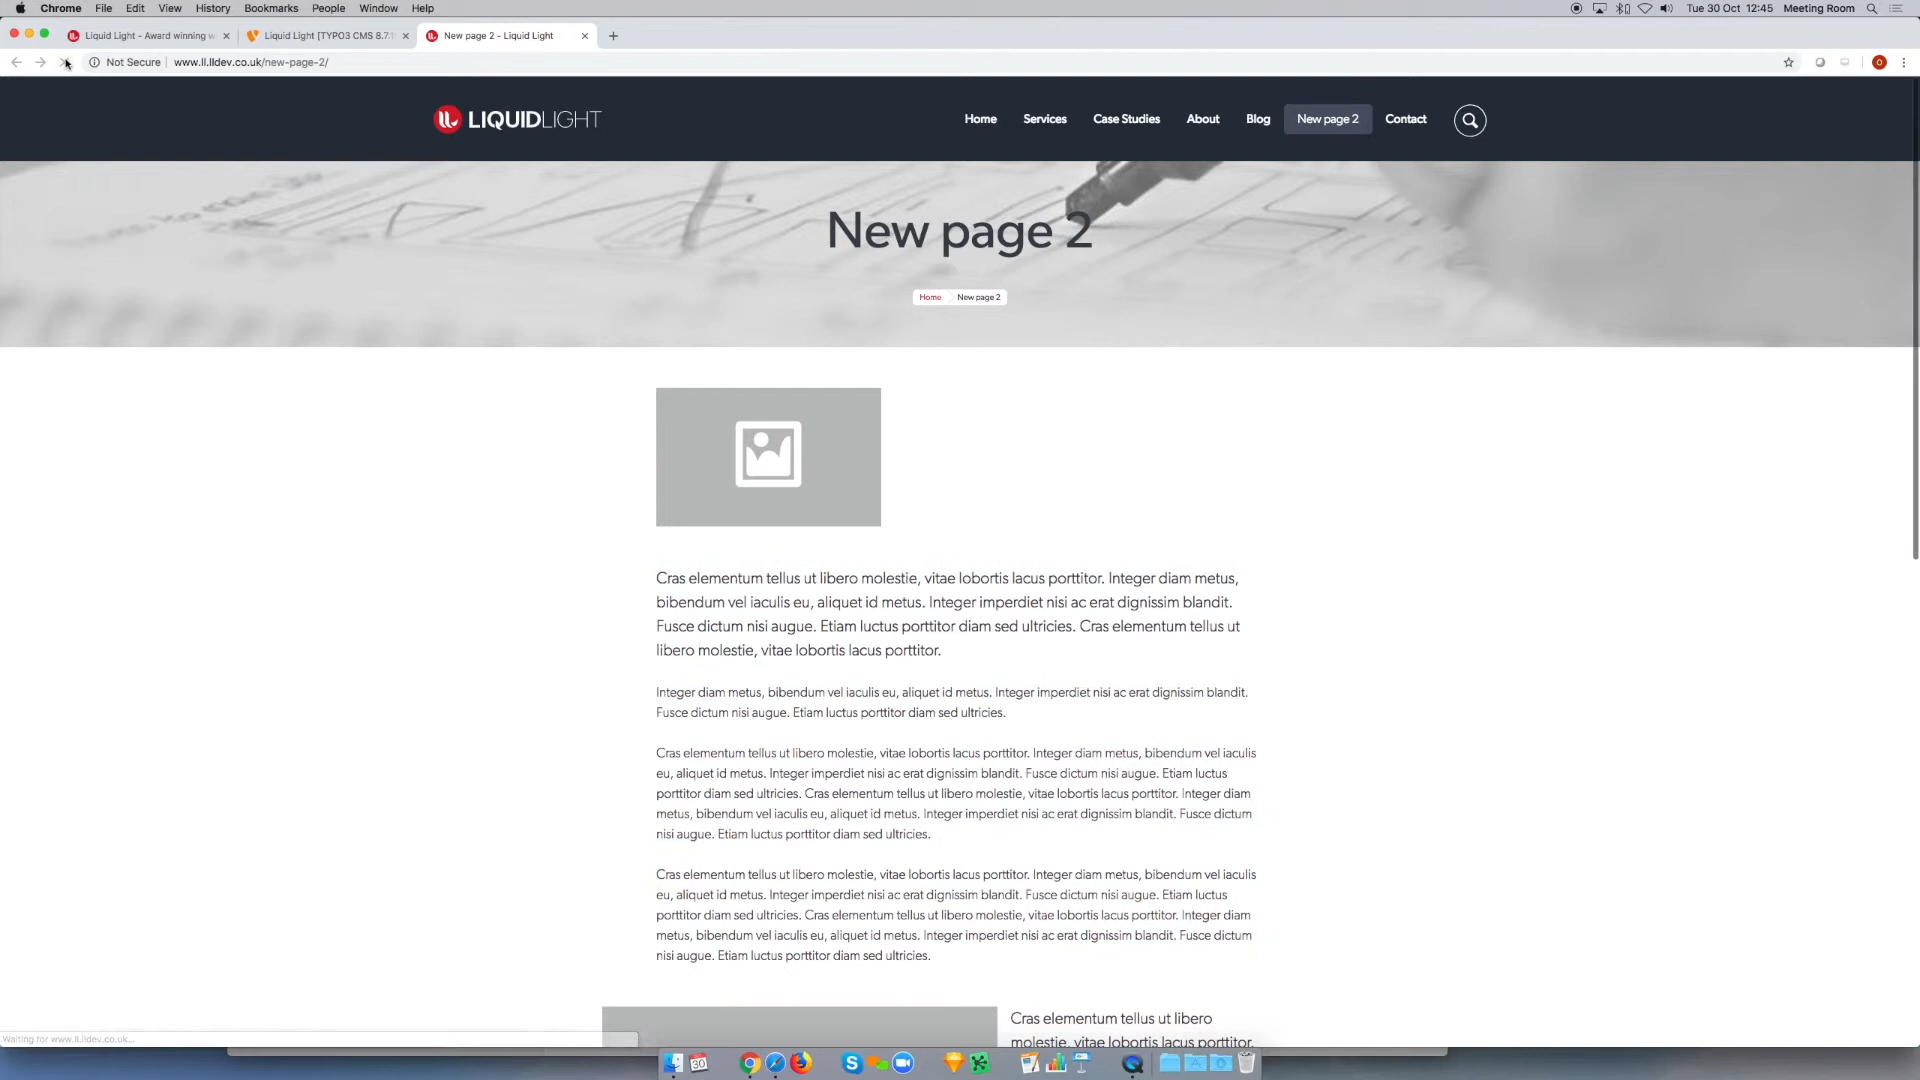 Chrome File Edit View History Bookmarks People Window Help Tue 30 Oct 12:45 Meeting Room
Liquid Light - Award winning w Liquid Light [TYPO3 CMS 8.7.1 New page 2 - Liquid Light
Not Secure www.ll.lldev.co.uk/new-page-2/
LIQUIDLIGHT Home Services Case Studies About Blog New page 2 Contact
New page 2
Home New page 2
Cras elementum tellus ut libero molestie, vitae lobortis lacus porttitor. Integer diam metus,
bibendum vel iaculis eu, aliquet id metus. Integer imperdiet nisi ac erat dignissim blandit.
Fusce dictum nisi augue. Etiam luctus porttitor diam sed ultricies. Cras elementum tellus ut
libero molestie, vitae lobortis lacus porttitor.
Integer diam metus, bibendum vel iaculis eu, aliquet id metus. Integer imperdiet nisi ac erat dignissim blandit.
Fusce dictum nisi augue. Etiam luctus porttitor diam sed ultricies.
Cras elementum tellus ut libero molestie, vitae lobortis lacus porttitor. Integer diam metus, bibendum vel iaculis
eu, aliquet id metus. Integer imperdiet nisi ac erat dignissim blandit. Fusce dictum nisi augue. Etiam luctus
porttitor diam sed ultricies. Cras elementum tellus ut libero molestie, vitae lobortis lacus porttitor. Integer diam
metus, bibendum vel iaculis eu, aliquet id metus. Integer imperdiet nisi ac erat dignissim blandit. Fusce dictum
nisi augue. Etiam luctus porttitor diam sed ultricies.
Cras elementum tellus ut libero molestie, vitae lobortis lacus porttitor. Integer diam metus, bibendum vel iaculis
eu, aliquet id metus. Integer imperdiet nisi ac erat dignissim blandit. Fusce dictum nisi augue. Etiam luctus
porttitor diam sed ultricies. Cras elementum tellus ut libero molestie, vitae lobortis lacus porttitor. Integer diam
metus, bibendum vel iaculis eu, aliquet id metus. Integer imperdiet nisi ac erat dignissim blandit. Fusce dictum
nisi augue. Etiam luctus porttitor diam sed ultricies.
Cras elementum tellus ut libero
molestie, vitae lobortis lacus porttitor.
Waiting for www.ll.lldev.co.uk...
30